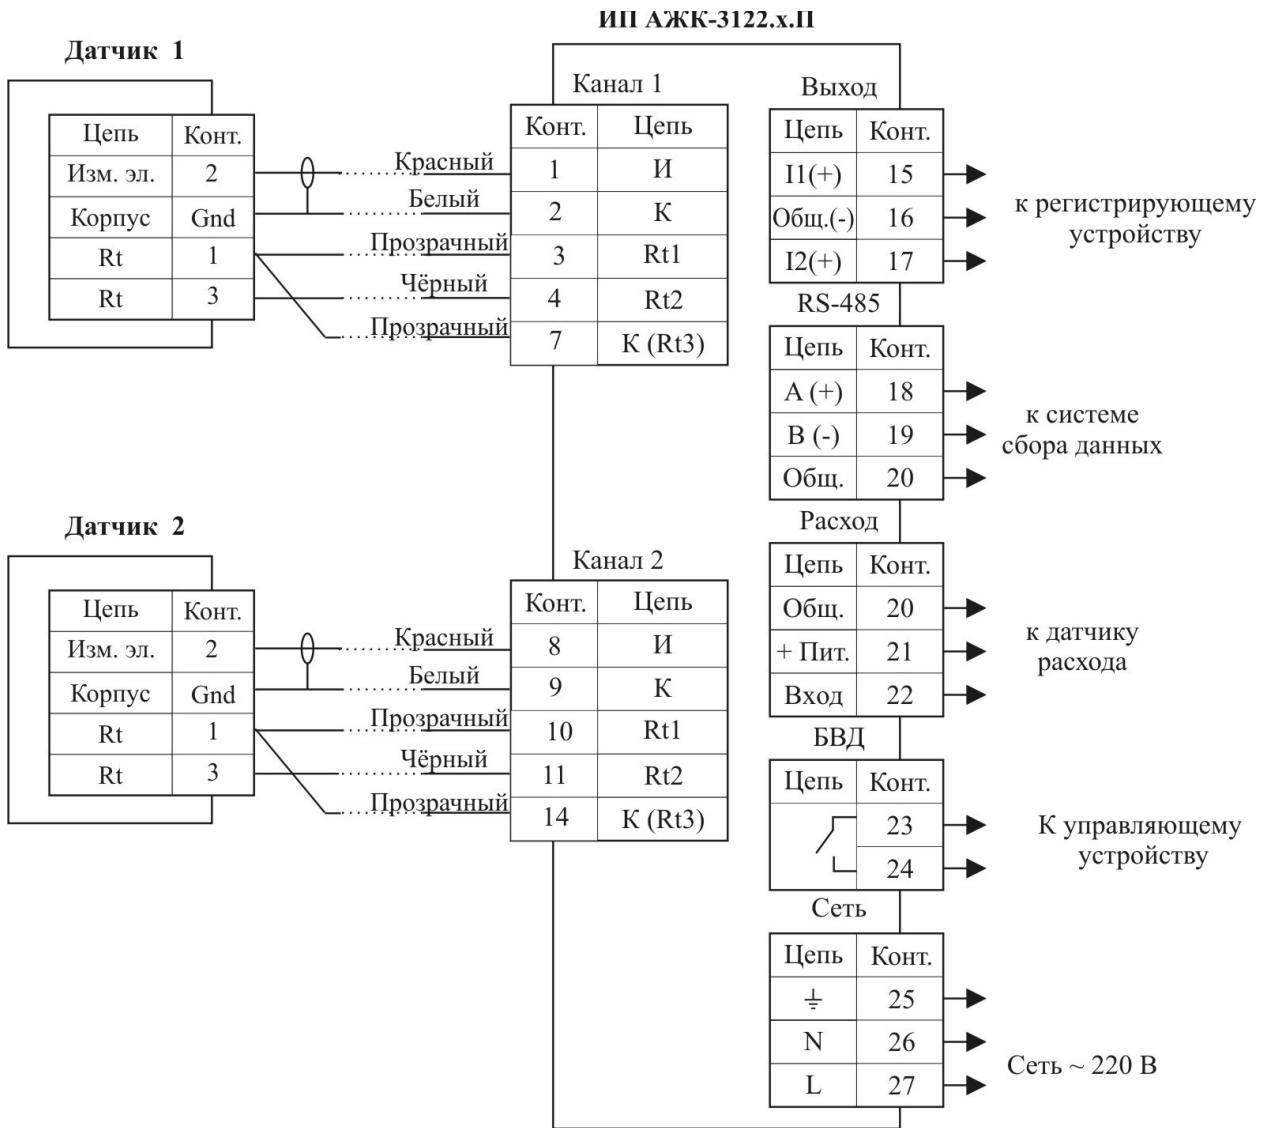 ИП АЖК-3122.х.П
Датчик 1
Цепь Конт.
Изм. эл. 2
Корпус Gnd
Rt 1
Rt 3
Красный
Белый
Прозрачный
Чёрный
Прозрачный
Канал 1
Конт. Цепь
1 И
2 К
3 Rt1
4 Rt2
7 К (Rt3)
Датчик 2
Цепь Конт.
Изм. эл. 2
Корпус Gnd
Rt 1
Rt 3
Красный
Белый
Прозрачный
Чёрный
Прозрачный
Канал 2
Конт. Цепь
8 И
9 К
10 Rt1
11 Rt2
14 К (Rt3)
Выход
Цепь Конт.
I1(+) 15
Общ.(-) 16
I2(+) 17
к регистрирующему
устройству
RS-485
Цепь Конт.
A (+) 18
B (-) 19
Общ. 20
к системе
сбора данных
Расход
Цепь Конт.
Общ. 20
+ Пит. 21
Вход 22
к датчику
расхода
БВД
Цепь Конт.
23
24
К управляющему
устройству
Сеть
Цепь Конт.
25
N 26
L 27
Сеть ~ 220 В